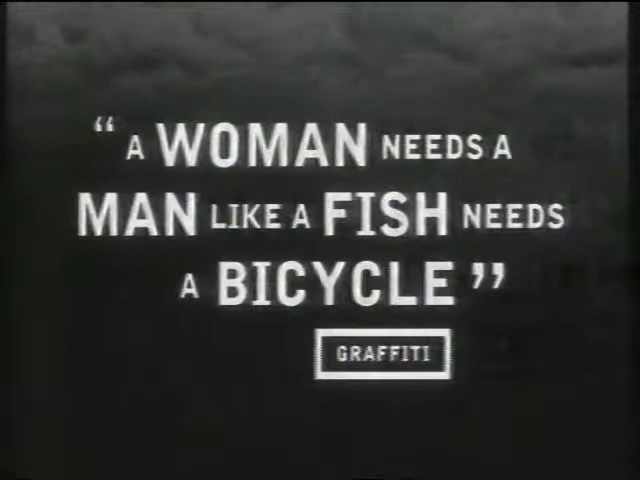 “ A WOMAN NEEDS A
MAN LIKE A FISH NEEDS
A BICYCLE ”
GRAFFITI